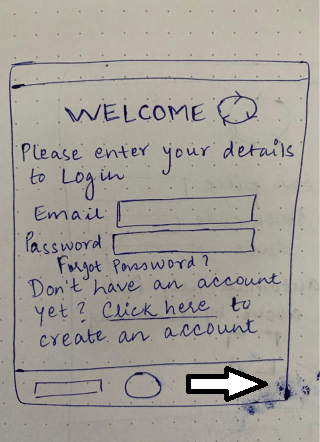 WELCOME
Please enter your details
to Login
Email
Password
Forgot Password?
Don't have an account
yet? Click here to
create an account